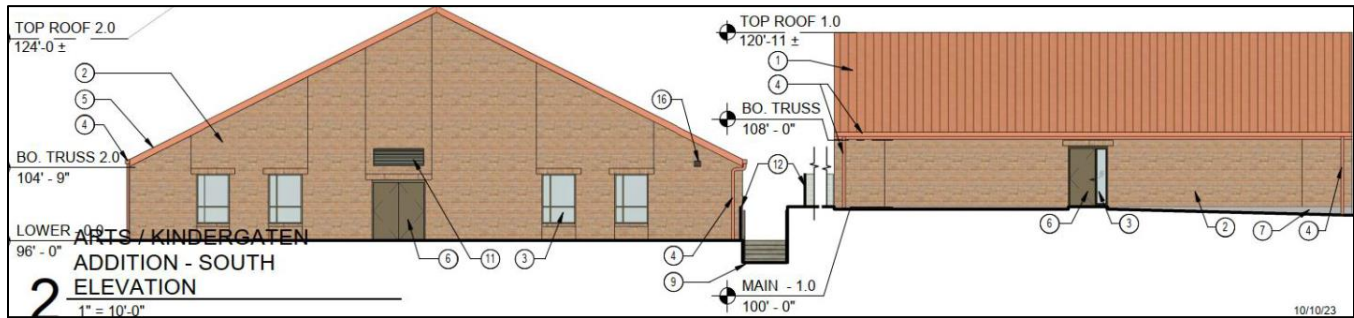 TOP ROOF 2.0
124'-0 ±
2
5
4
BO. TRUSS 2.0
104' - 9"
LOWER - 0.0
96' - 0"
16
12
6
11
3
4
9
ARTS / KINDERGATEN
ADDITION - SOUTH
ELEVATION
2
1" = 10'-0"
TOP ROOF 1.0
120'-11 ±
1
4
BO. TRUSS
108' - 0"
6
3
2
7
4
MAIN - 1.0
100' - 0"
10/10/23